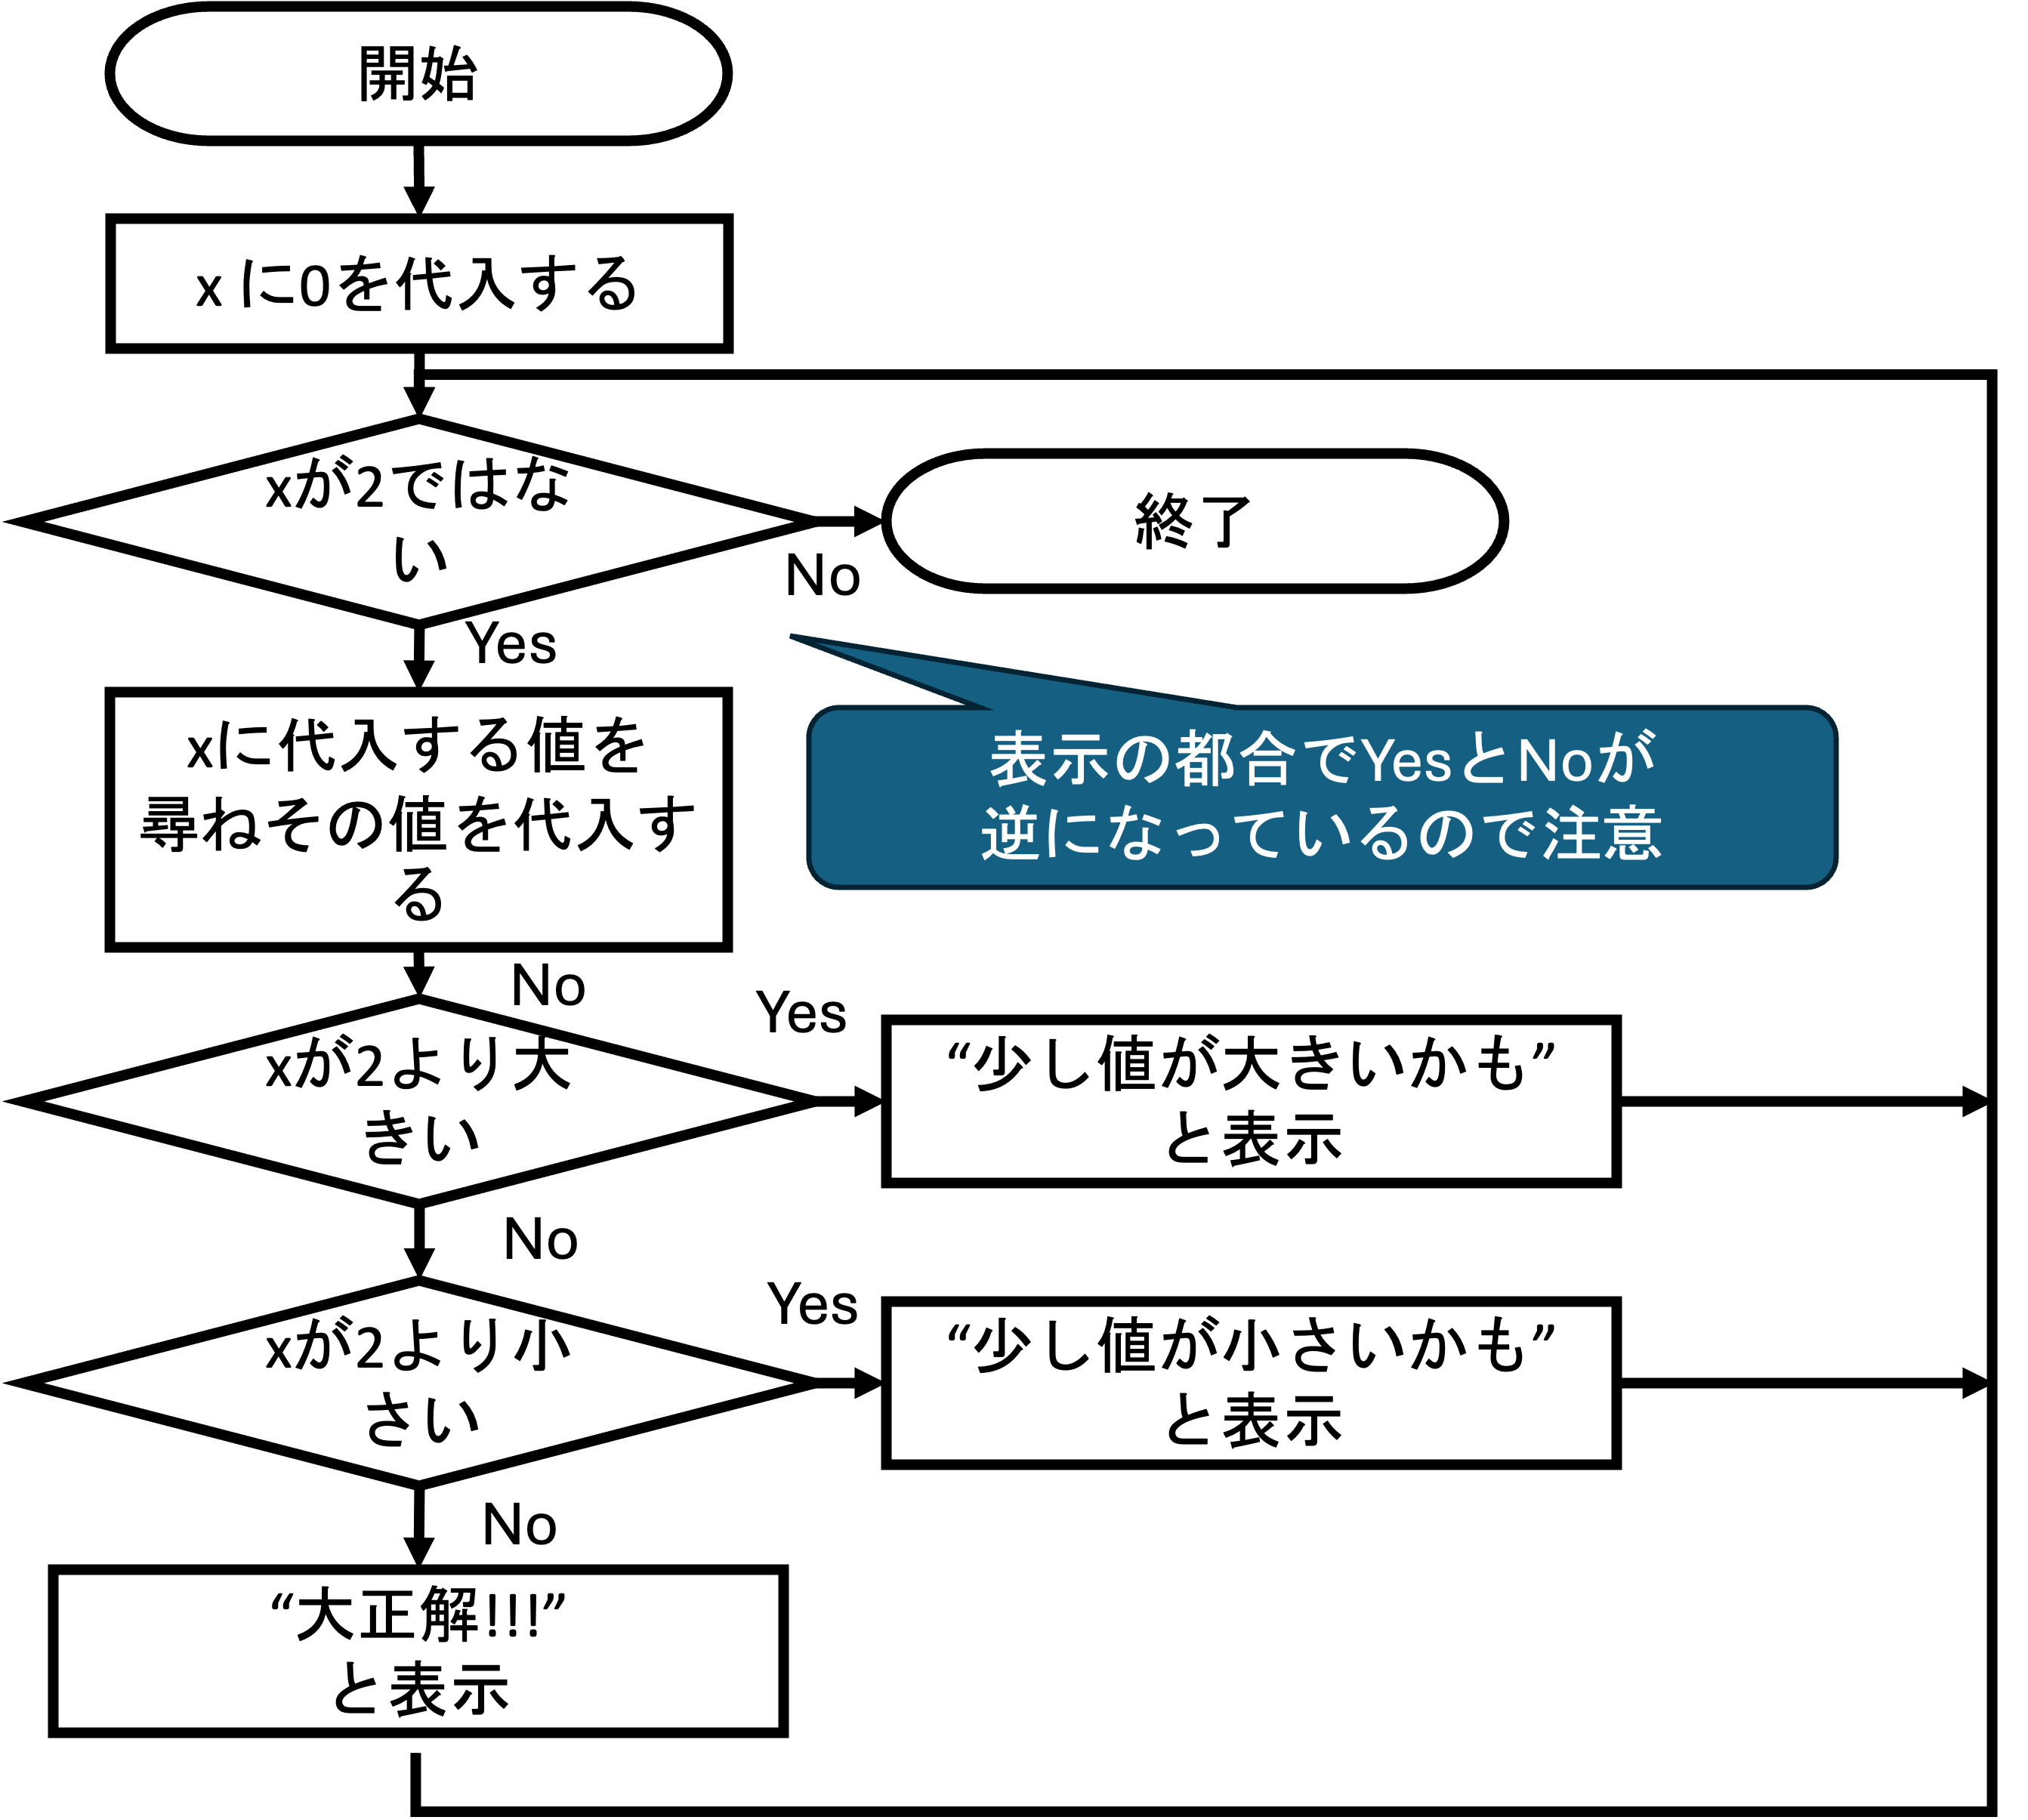 開始
x に0を代入する
xが2ではな
い
終了
No
Yes
xに代入する値を
尋ねその値を代入す
る
表示の都合でYesとNoが
逆になっているので注意
No
Yes
xが2より大
きい
“少し値が大きいかも”
と表示
No
Yes
xが2より小
さい
“少し値が小さいかも”
と表示
No
“大正解!!!”
と表示